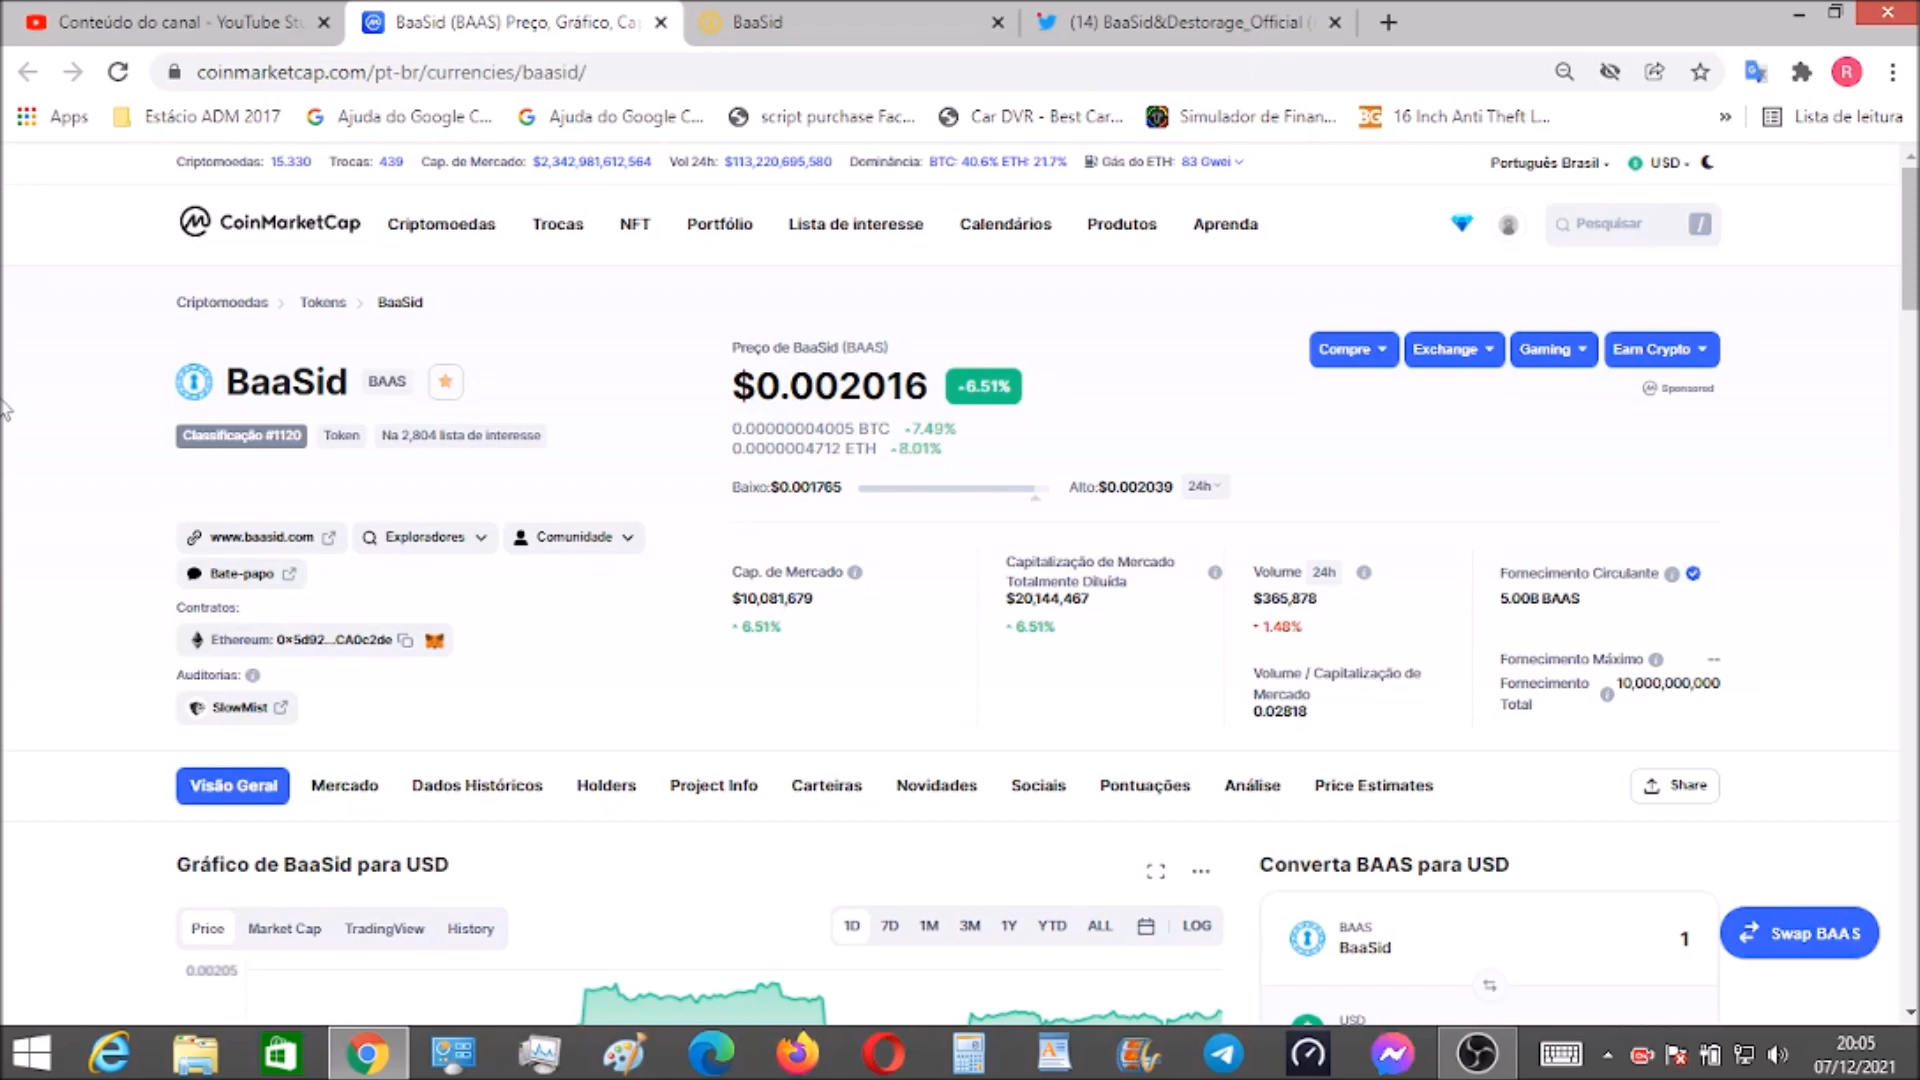 Conteúdo do canal - YouTube Stu
BaaSid (BAAS) Preço, Gráfico, Ca
BaaSid
(14) BaaSid&Destorage_Official (
coinmarketcap.com/pt-br/currencies/baasid/
R
Apps
Estácio ADM 2017
Ajuda do Google C...
Ajuda do Google C...
script purchase Fac...
Car DVR - Best Car...
Simulador de Finan...
16 Inch Anti Theft L...
»
Lista de leitura
Criptomoedas: 15.330 Trocas: 439 Cap. de Mercado: $2,342,981,612,564 Vol 24h: $113,220,695,580 Dominância: BTC: 40.6% ETH: 21.7% Gás do ETH: 83 Gwei
Português Brasil
USD
CoinMarketCap
Criptomoedas Trocas NFT Portfólio Lista de interesse Calendários Produtos Aprenda
Pesquisar /
Criptomoedas > Tokens > BaaSid
Preço de BaaSid (BAAS)
Compre Exchange Gaming Earn Crypto
BaaSid BAAS
$0.002016 6.51%
Sponsored
0.00000004005 BTC 7.49%
Classificação #1120 Token Na 2,804 lista de interesse
0.0000004712 ETH 8.01%
Baixo:$0.001765 Alto:$0.002039 24h
www.baasid.com Exploradores Comunidade
Bate-papo
Contratos:
Ethereum: 0x5d92...CA0c2de
Auditorias:
SlowMist
Cap. de Mercado
$10,081,679
6.51%
Capitalização de Mercado
Totalmente Diluída
$20,144,467
6.51%
Volume 24h
$365,878
1.48%
Volume / Capitalização de
Mercado
0.02818
Fornecimento Circulante
5.00B BAAS
Fornecimento Máximo --
Fornecimento
Total
10,000,000,000
Visão Geral Mercado Dados Históricos Holders Project Info Carteiras Novidades Sociais Pontuações Análise Price Estimates
Share
Gráfico de BaaSid para USD
...
Price Market Cap TradingView History
1D 7D 1M 3M 1Y YTD ALL LOG
0.00205
Converta BAAS para USD
BAAS
BaaSid
1
USD
Swap BAAS
20:05
07/12/2021